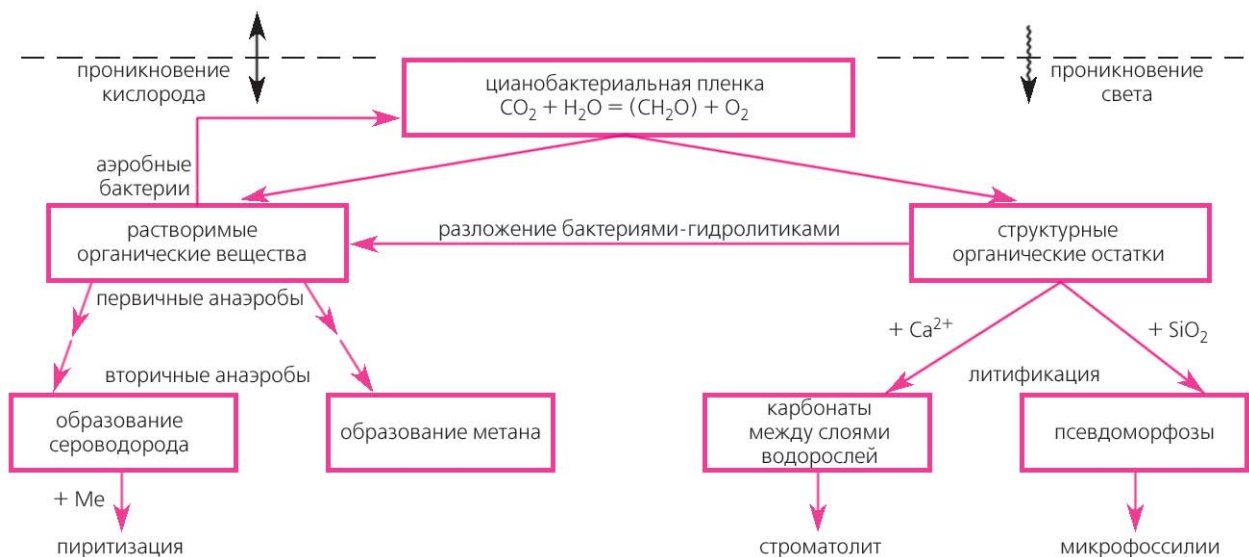 проникновение
кислорода
цианобактериальная пленка
CO₂ + H₂O = (CH₂O) + O₂
проникновение
света
аэробные
бактерии
растворимые
органические вещества
разложение бактериями-гидролитиками
структурные
органические остатки
первичные анаэробы
+ Ca²⁺
+ SiO₂
вторичные анаэробы
литификация
образование
сероводорода
образование метана
карбонаты
между слоями
водорослей
псевдоморфозы
+ Me
пиритизация
строматолит
микрофоссилии